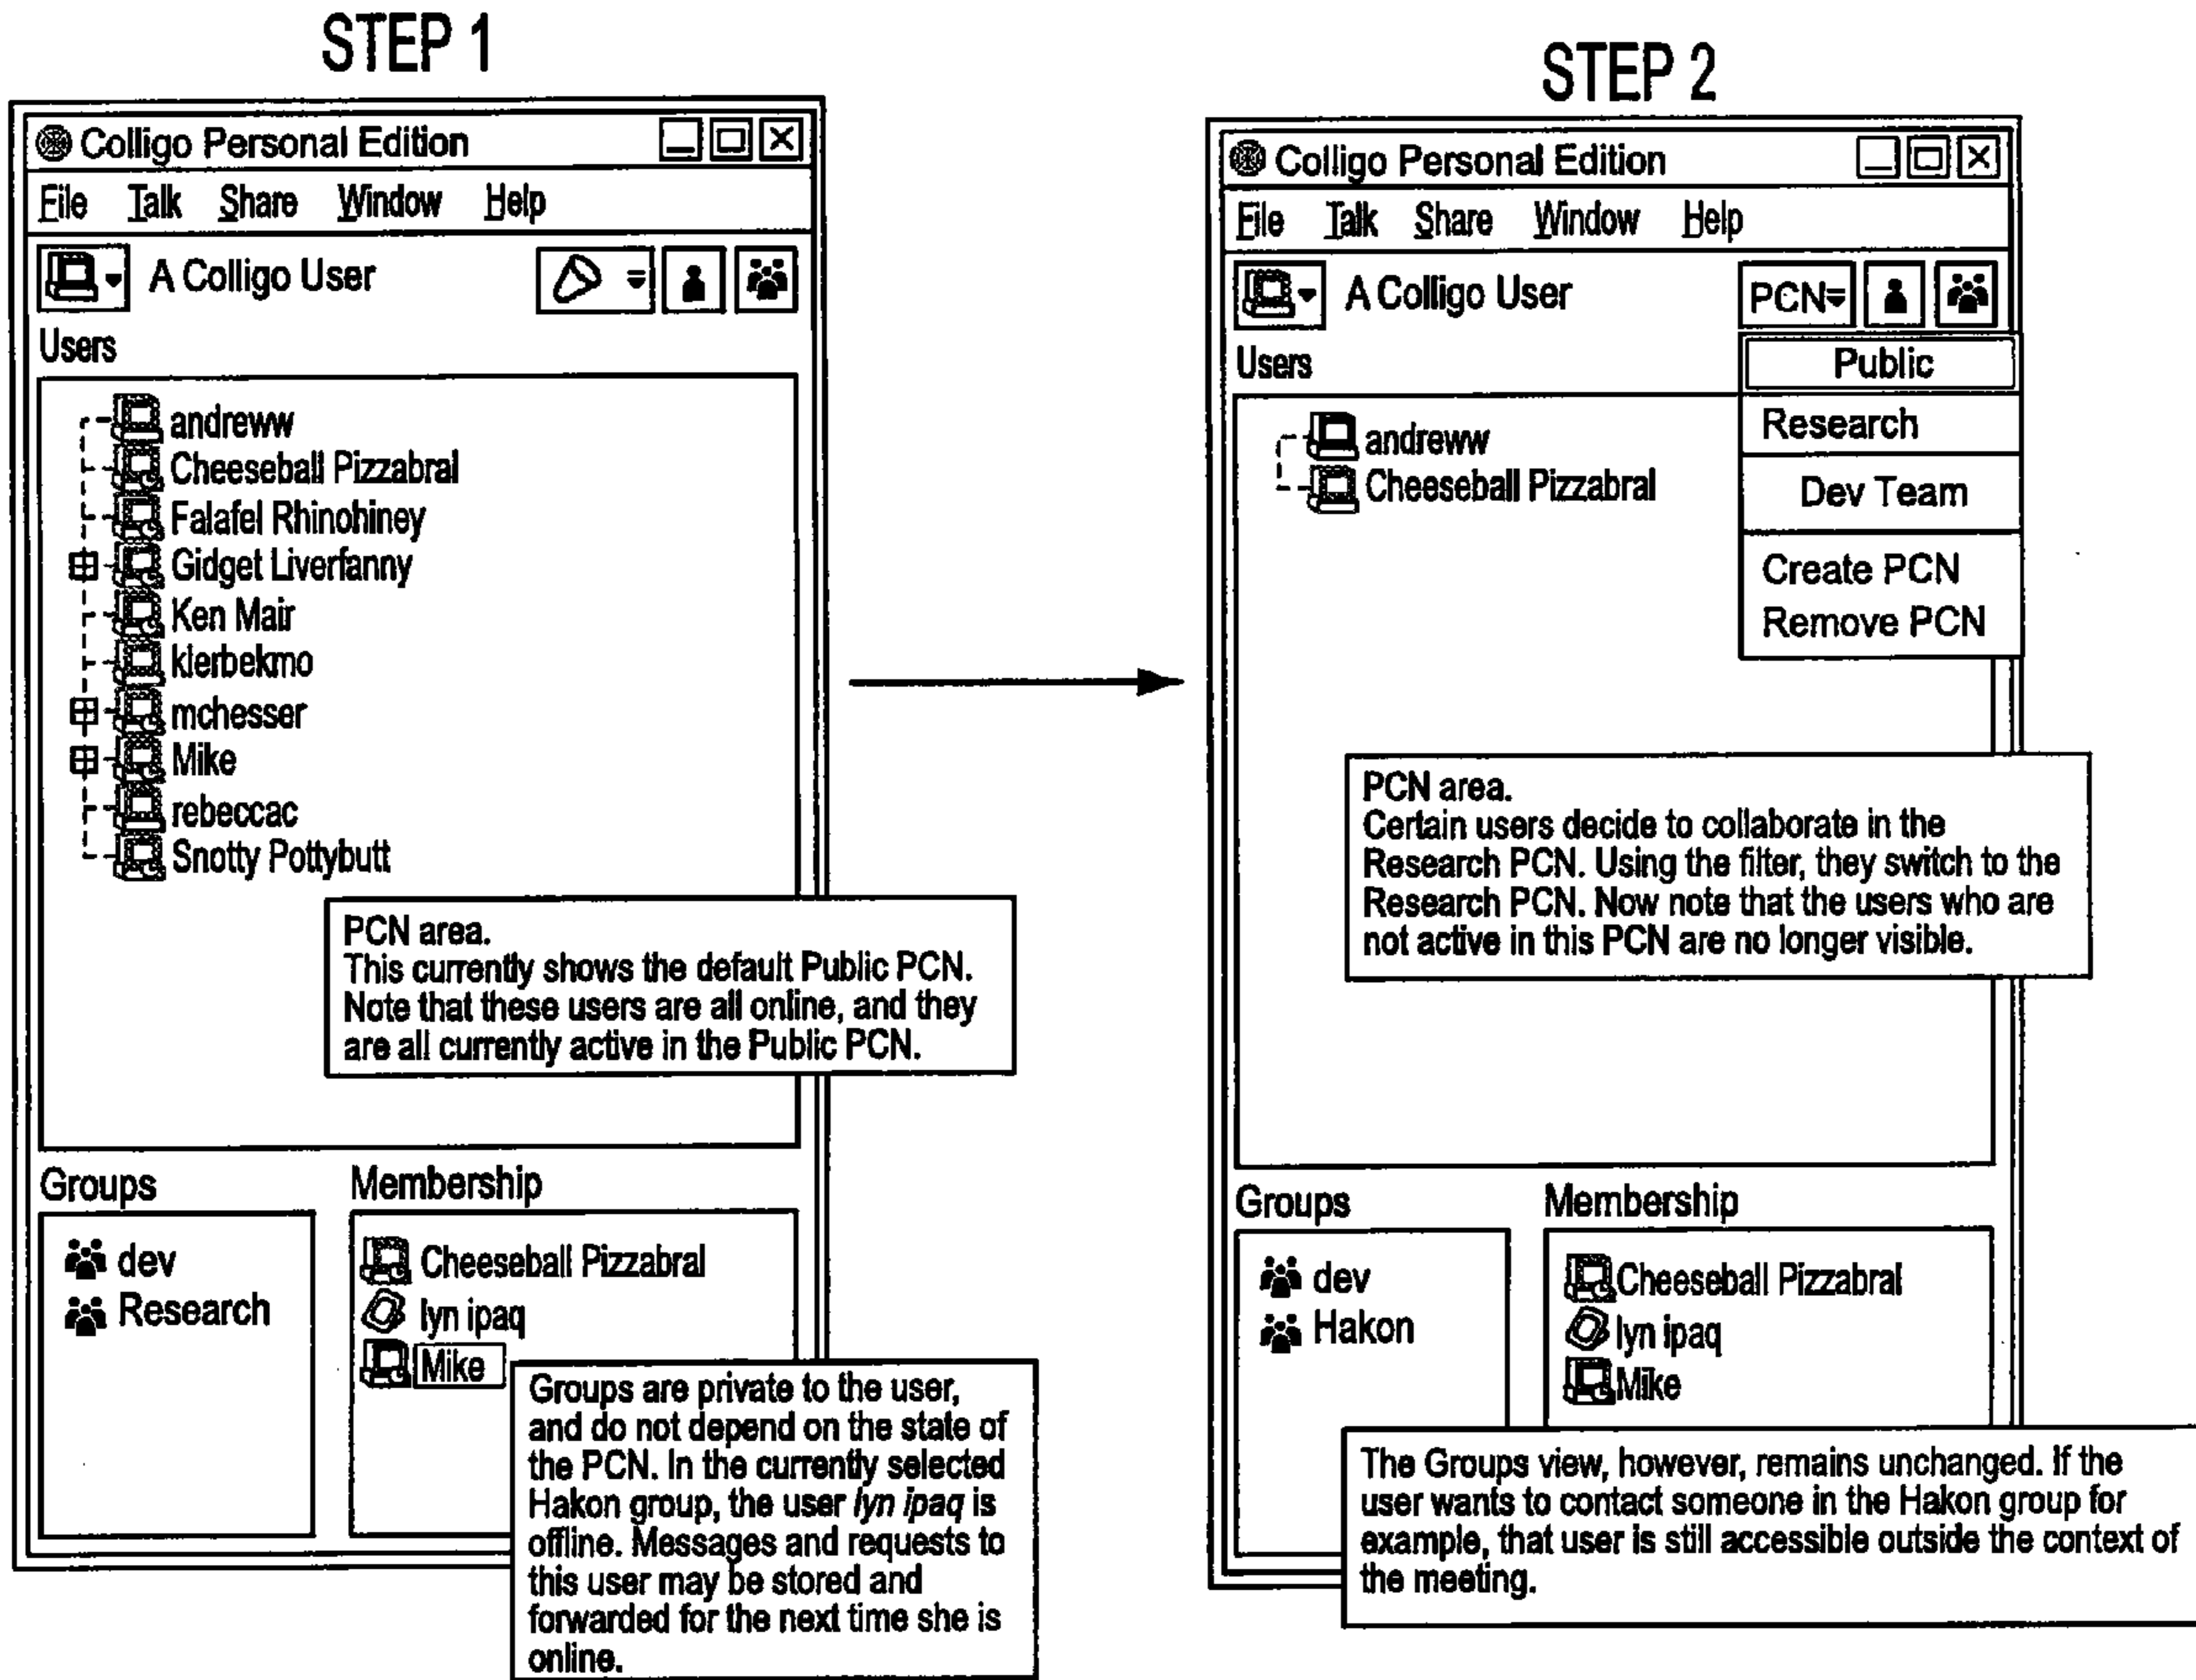 STEP 1
Colligo Personal Edition
File Talk Share Window Help
A Colligo User
Users
andreww
Cheeseball Pizzabral
Falafel Rhinohiney
Gidget Liverfanny
Ken Mair
klerbekmo
mchesser
Mike
rebeccac
Snotty Pottybutt
PCN area.
This currently shows the default Public PCN.
Note that these users are all online, and they
are all currently active in the Public PCN.
Groups
dev
Research
Membership
Cheeseball Pizzabral
lyn ipaq
Mike
Groups are private to the user,
and do not depend on the state of
the PCN. In the currently selected
Hakon group, the user lyn ipaq is
offline. Messages and requests to
this user may be stored and
forwarded for the next time she is
online.
STEP 2
Colligo Personal Edition
File Talk Share Window Help
A Colligo User
PCN
Public
Research
Dev Team
Create PCN
Remove PCN
Users
andreww
Cheeseball Pizzabral
PCN area.
Certain users decide to collaborate in the
Research PCN. Using the filter, they switch to the
Research PCN. Now note that the users who are
not active in this PCN are no longer visible.
Groups
dev
Hakon
Membership
Cheeseball Pizzabral
lyn ipaq
Mike
The Groups view, however, remains unchanged. If the
user wants to contact someone in the Hakon group for
example, that user is still accessible outside the context of
the meeting.